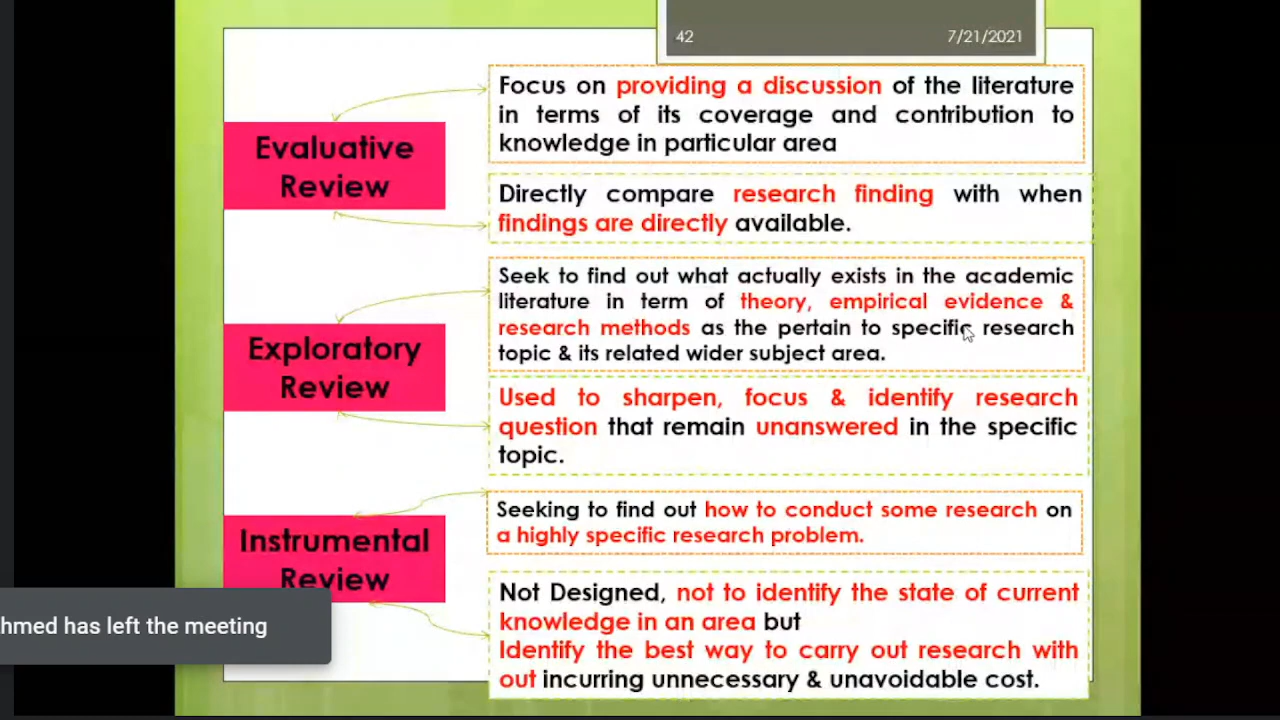 42 7/21/2021
Focus on providing a discussion of the literature
in terms of its coverage and contribution to
knowledge in particular area
Evaluative
Review
Directly compare research finding with when
findings are directly available.
Seek to find out what actually exists in the academic
literature in term of theory, empirical evidence &
research methods as the pertain to specific research
topic & its related wider subject area.
Exploratory
Review
Used to sharpen, focus & identify research
question that remain unanswered in the specific
topic.
Seeking to find out how to conduct some research on
a highly specific research problem.
Instrumental
Review
Not Designed, not to identify the state of current
knowledge in an area but
Identify the best way to carry out research with
out incurring unnecessary & unavoidable cost.
hmed has left the meeting